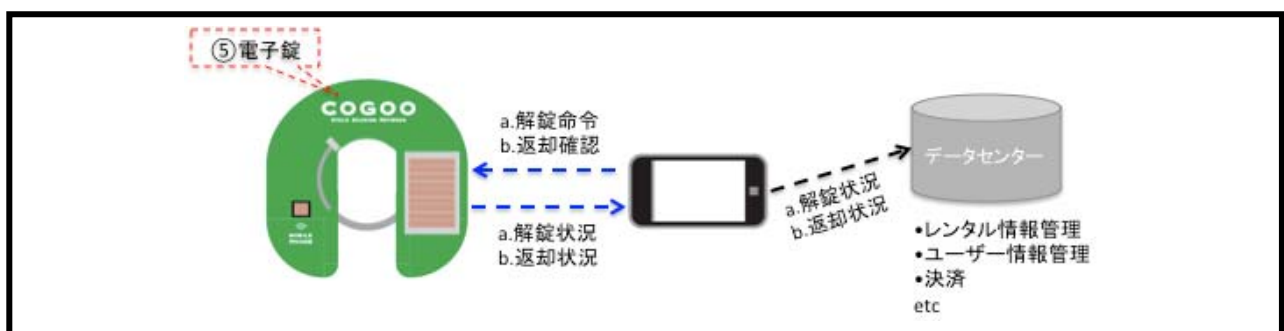 ⑤電子錠
COGOO
a.解錠命令
b.返却確認
a.解錠状況
b.返却状況
a.解錠状況
b.返却状況
データセンター
•レンタル情報管理
•ユーザー情報管理
•決済
etc